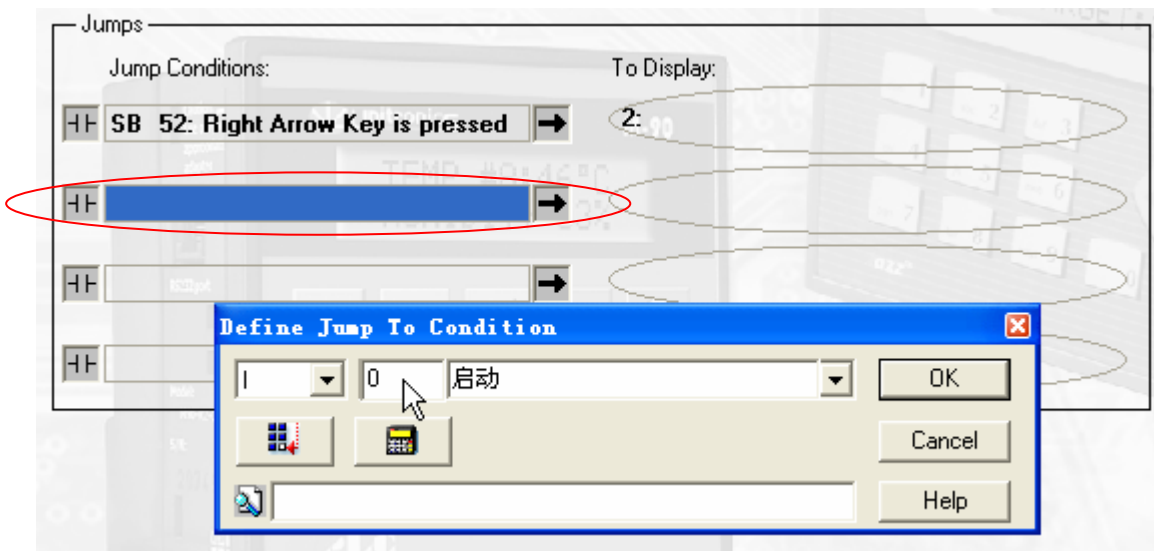 Jumps
Jump Conditions:
To Display:
SB 52: Right Arrow Key is pressed
2:
Define Jump To Condition
I
0
启动
OK
Cancel
Help